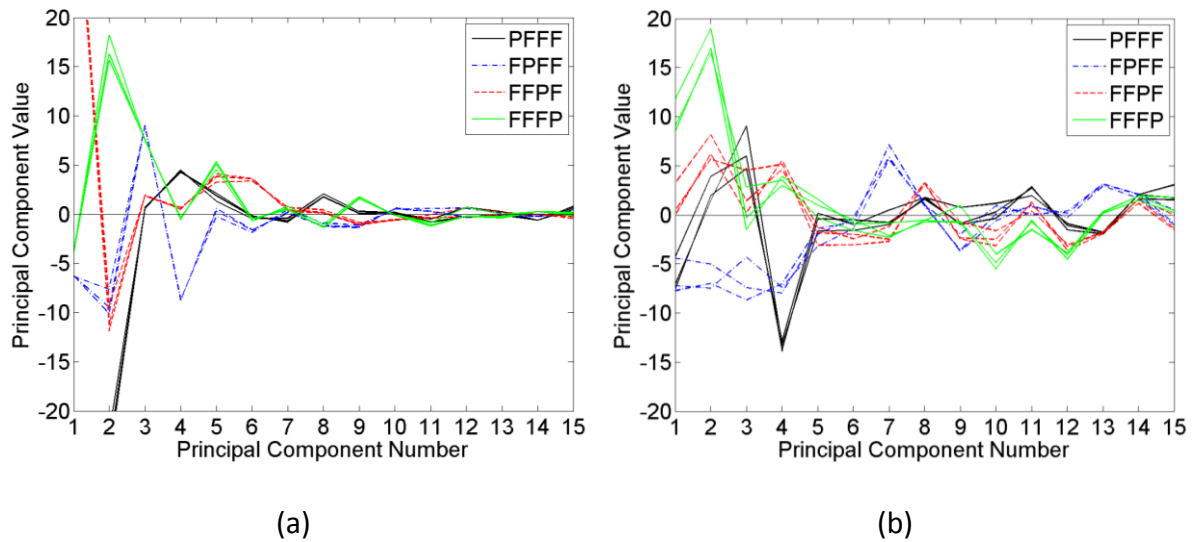 20
15
10
5
0
-5
-10
-15
-20
Principal Component Value
1 2 3 4 5 6 7 8 9 10 11 12 13 14 15
Principal Component Number
PFFF
FPFF
FFPF
FFFP
(a)
20
15
10
5
0
-5
-10
-15
-20
Principal Component Value
1 2 3 4 5 6 7 8 9 10 11 12 13 14 15
Principal Component Number
PFFF
FPFF
FFPF
FFFP
(b)